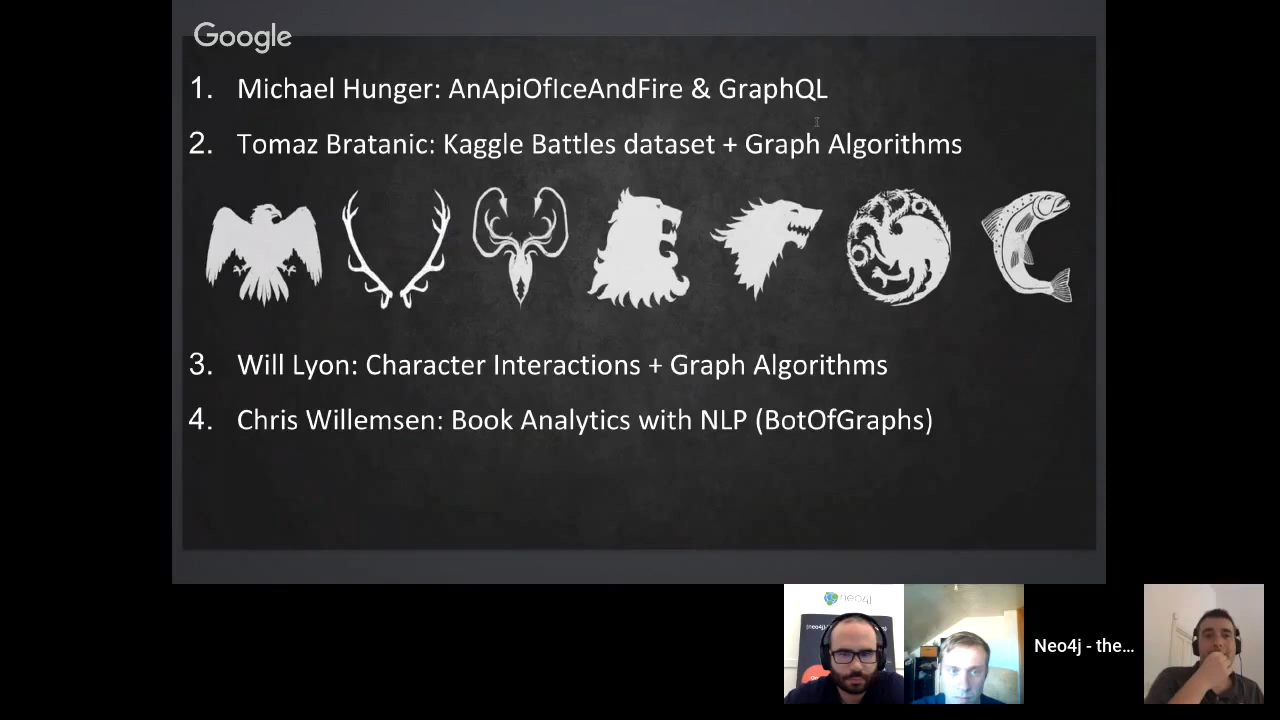 Google
1. Michael Hunger: AnApiOfIceAndFire & GraphQL
2. Tomaz Bratanic: Kaggle Battles dataset + Graph Algorithms
3. Will Lyon: Character Interactions + Graph Algorithms
4. Chris Willemsen: Book Analytics with NLP (BotOfGraphs)
neo4j
Neo4j - the...